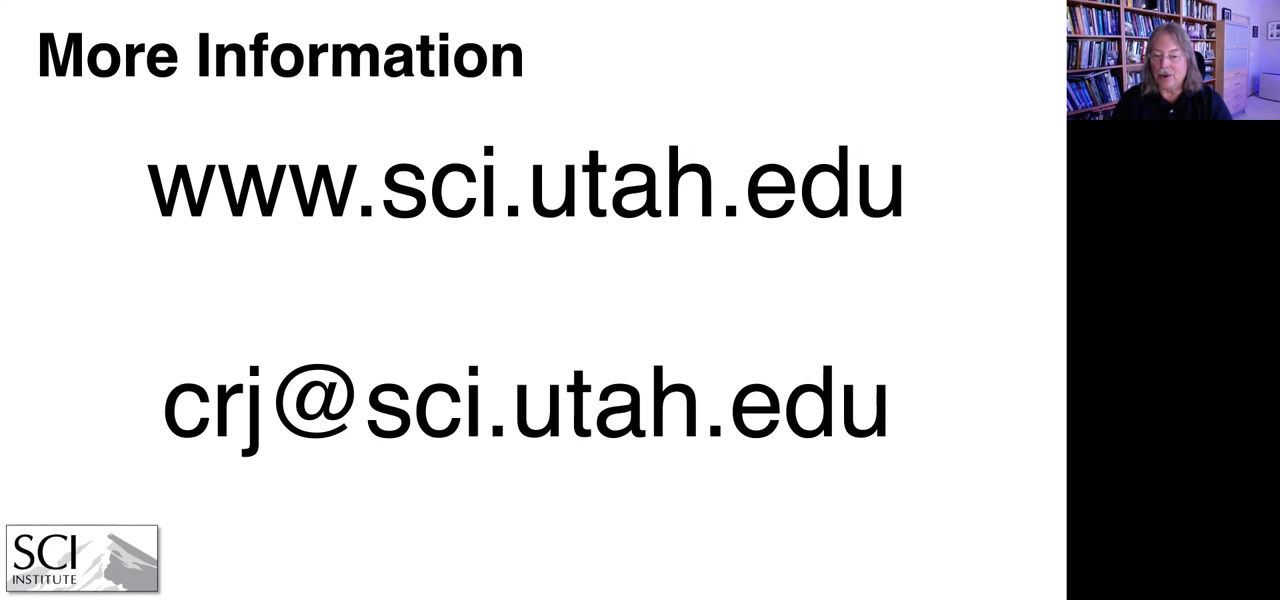 More Information
www.sci.utah.edu
crj@sci.utah.edu
SCI
INSTITUTE